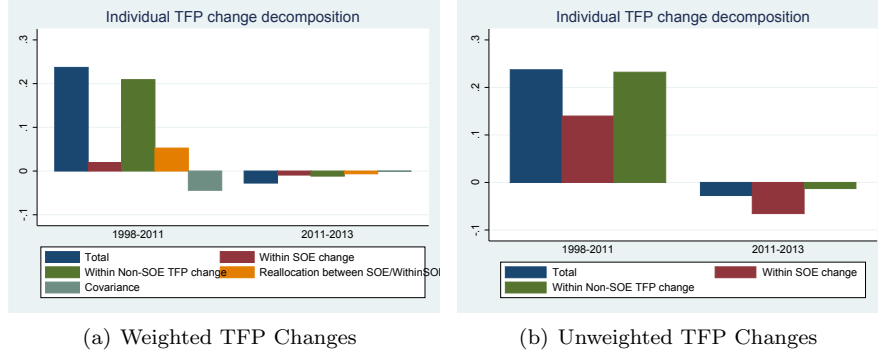 Individual TFP change decomposition
.3
.2
.1
0
-.1
1998-2011
2011-2013
Total
Within SOE change
Within Non-SOE TFP change
Reallocation between SOE/WithinSOE
Covariance
(a) Weighted TFP Changes
Individual TFP change decomposition
.3
.2
.1
0
-.1
1998-2011
2011-2013
Total
Within SOE change
Within Non-SOE TFP change
(b) Unweighted TFP Changes